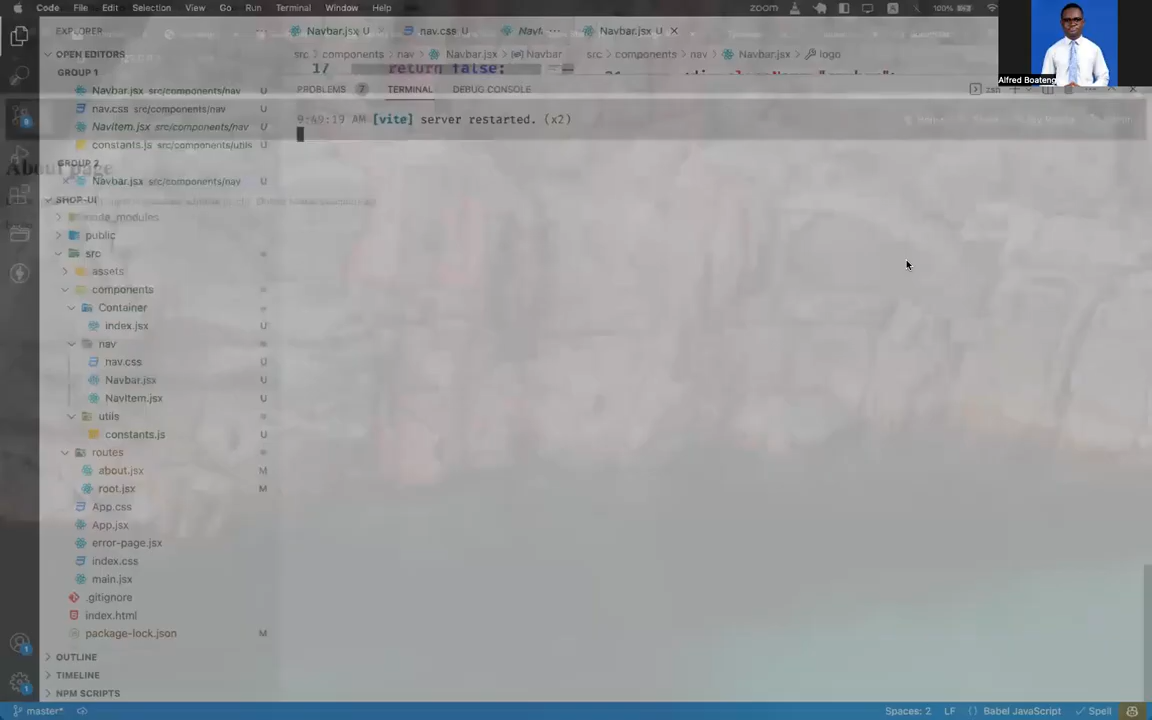 Code File Edit Selection View Go Run Terminal Window Help zoom 100%
EXPLORER
Navbar.jsx U nav.css U NavI Navbar.jsx U
OPEN EDITORS
src > components > nav > Navbar.jsx > Navbar
src > components > nav > Navbar.jsx > logo
GROUP 1
17 return false;
Navbar.jsx src/components/nav U
PROBLEMS 7 TERMINAL DEBUG CONSOLE zsh
Alfred Boateng
nav.css src/components/nav U
9:49:19 AM [vite] server restarted. (x2)
NavItem.jsx src/components/nav U
constants.js src/components/utils U
GROUP 2
About page
Navbar.jsx src/components/nav U
SHOP-UI
node_modules
public
src
assets
components
Container
index.jsx U
nav
nav.css U
Navbar.jsx U
NavItem.jsx U
utils
constants.js U
routes
about.jsx M
root.jsx M
App.css
App.jsx
error-page.jsx
index.css
main.jsx
.gitignore
index.html
package-lock.json M
OUTLINE
TIMELINE
NPM SCRIPTS
master* Spaces: 2 LF Babel JavaScript Spell